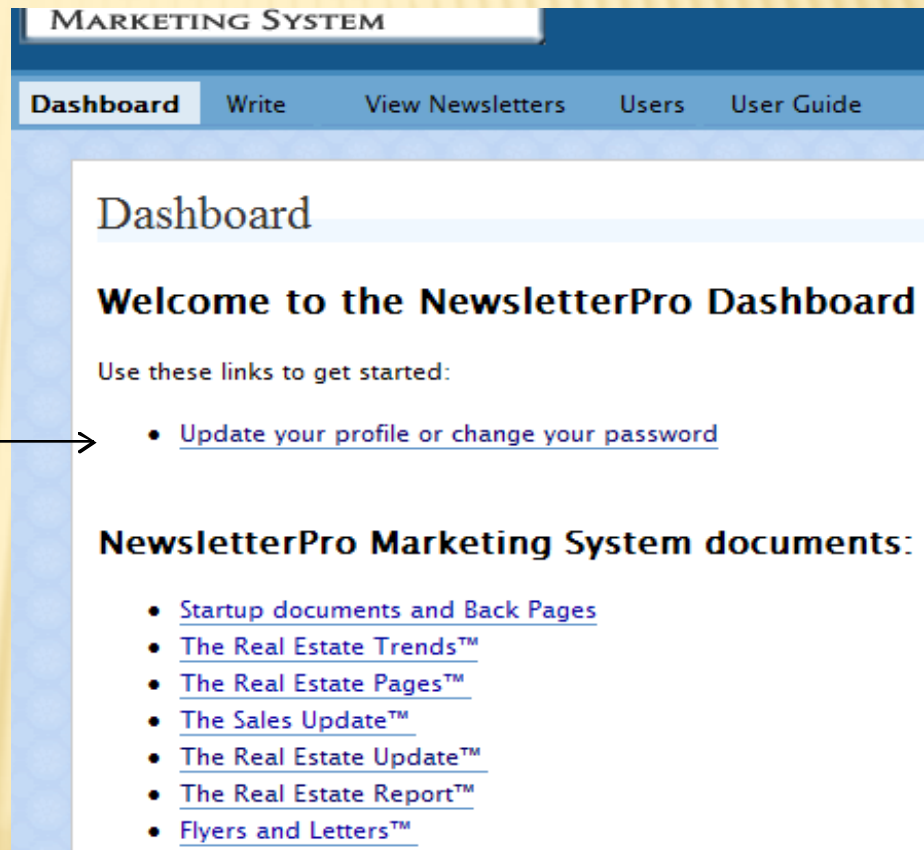 MARKETING SYSTEM
Dashboard Write View Newsletters Users User Guide
Dashboard
Welcome to the NewsletterPro Dashboard
Use these links to get started:
• Update your profile or change your password
NewsletterPro Marketing System documents:
• Startup documents and Back Pages
• The Real Estate Trends™
• The Real Estate Pages™
• The Sales Update™
• The Real Estate Update™
• The Real Estate Report™
• Flyers and Letters™